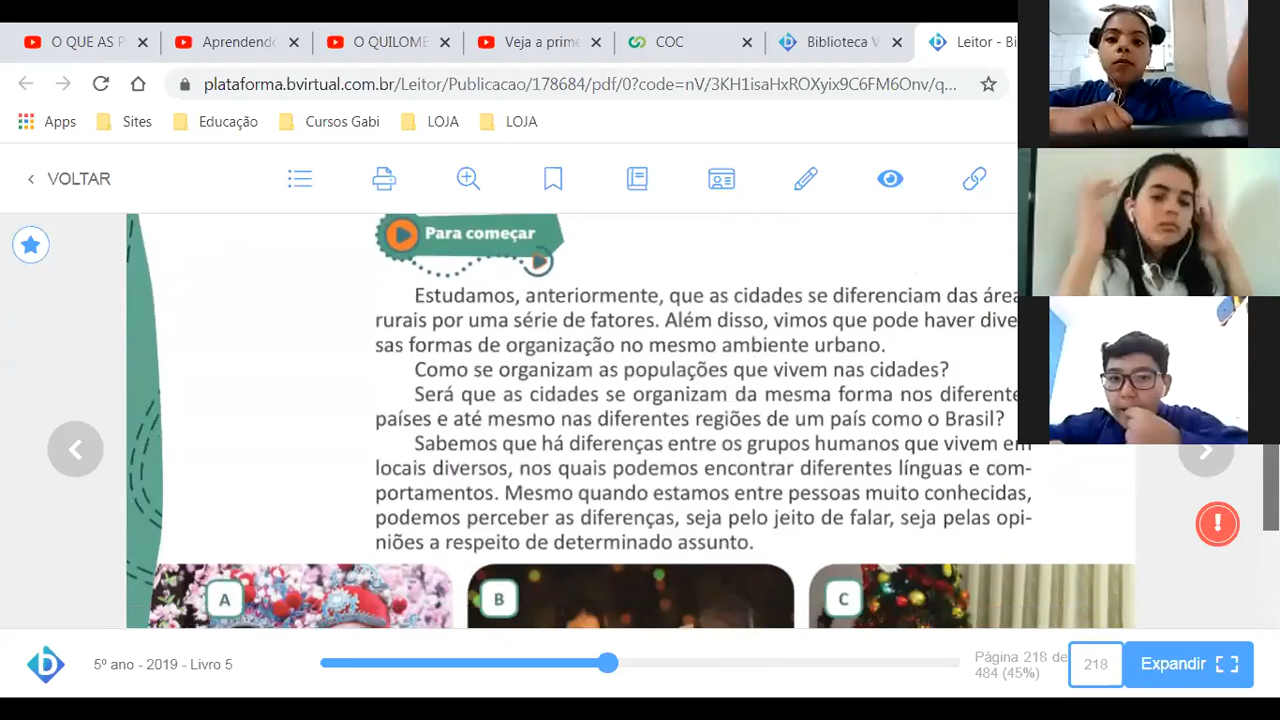 O QUE AS P
Aprendendo
O QUILOME
Veja a prime
COC
Biblioteca V
Leitor - Bi
plataforma.bvirtual.com.br/Leitor/Publicacao/178684/pdf/0?code=nV/3KH1isaHxROXyix9C6FM6Onv/q...
Apps Sites Educação Cursos Gabi LOJA LOJA
VOLTAR
Para começar
Estudamos, anteriormente, que as cidades se diferenciam das área
rurais por uma série de fatores. Além disso, vimos que pode haver dive
sas formas de organização no mesmo ambiente urbano.
Como se organizam as populações que vivem nas cidades?
Será que as cidades se organizam da mesma forma nos diferente
países e até mesmo nas diferentes regiões de um país como o Brasil?
Sabemos que há diferenças entre os grupos humanos que vivem em
locais diversos, nos quais podemos encontrar diferentes línguas e com-
portamentos. Mesmo quando estamos entre pessoas muito conhecidas,
podemos perceber as diferenças, seja pelo jeito de falar, seja pelas opi-
niões a respeito de determinado assunto.
A
B
C
5º ano - 2019 - Livro 5
Página 218 de
484 (45%)
218
Expandir